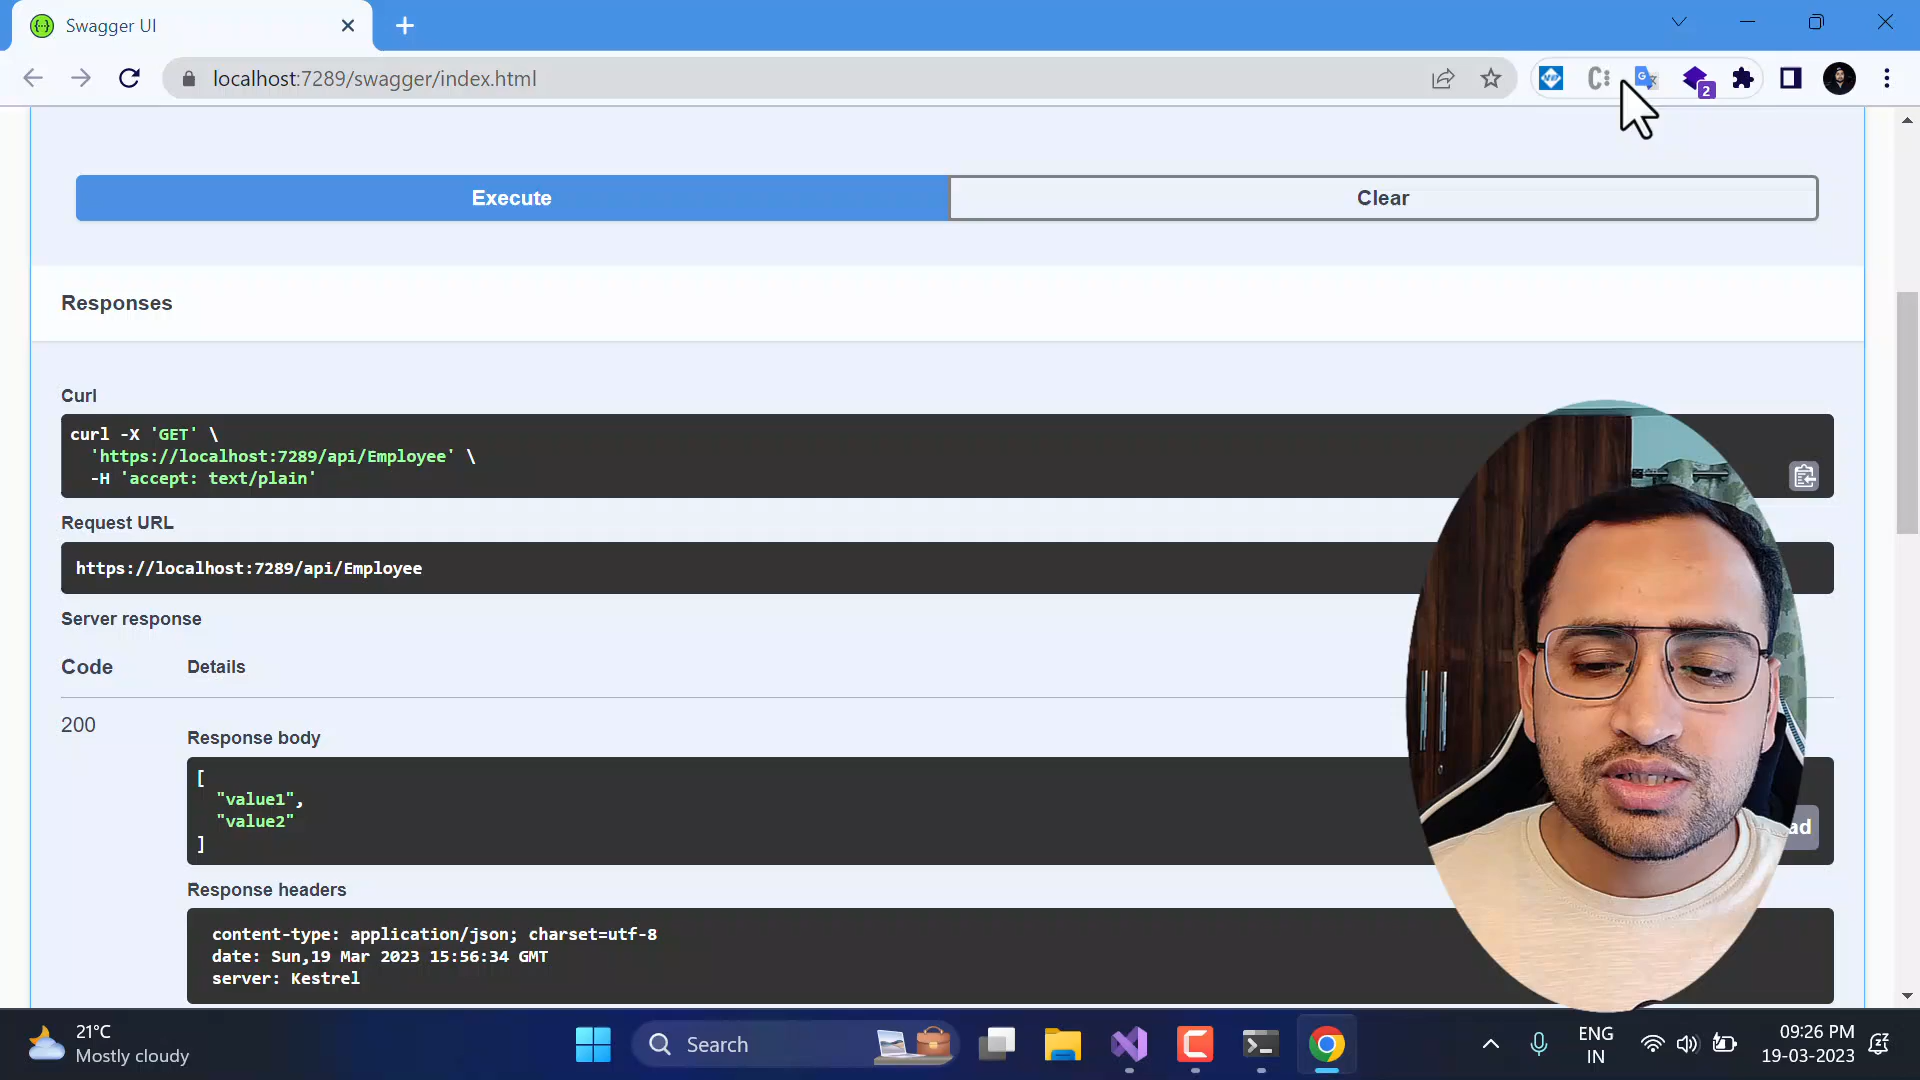 Swagger UI
localhost:7289/swagger/index.html
2
Execute
Clear
Responses
Curl
curl -X 'GET' \
'https://localhost:7289/api/Employee' \
-H 'accept: text/plain'
Request URL
https://localhost:7289/api/Employee
Server response
Code
Details
200
Response body
[
"value1",
"value2"
]
ad
Response headers
content-type: application/json; charset=utf-8
date: Sun,19 Mar 2023 15:56:34 GMT
server: Kestrel
21°C
Mostly cloudy
Search
ENG
IN
09:26 PM
19-03-2023